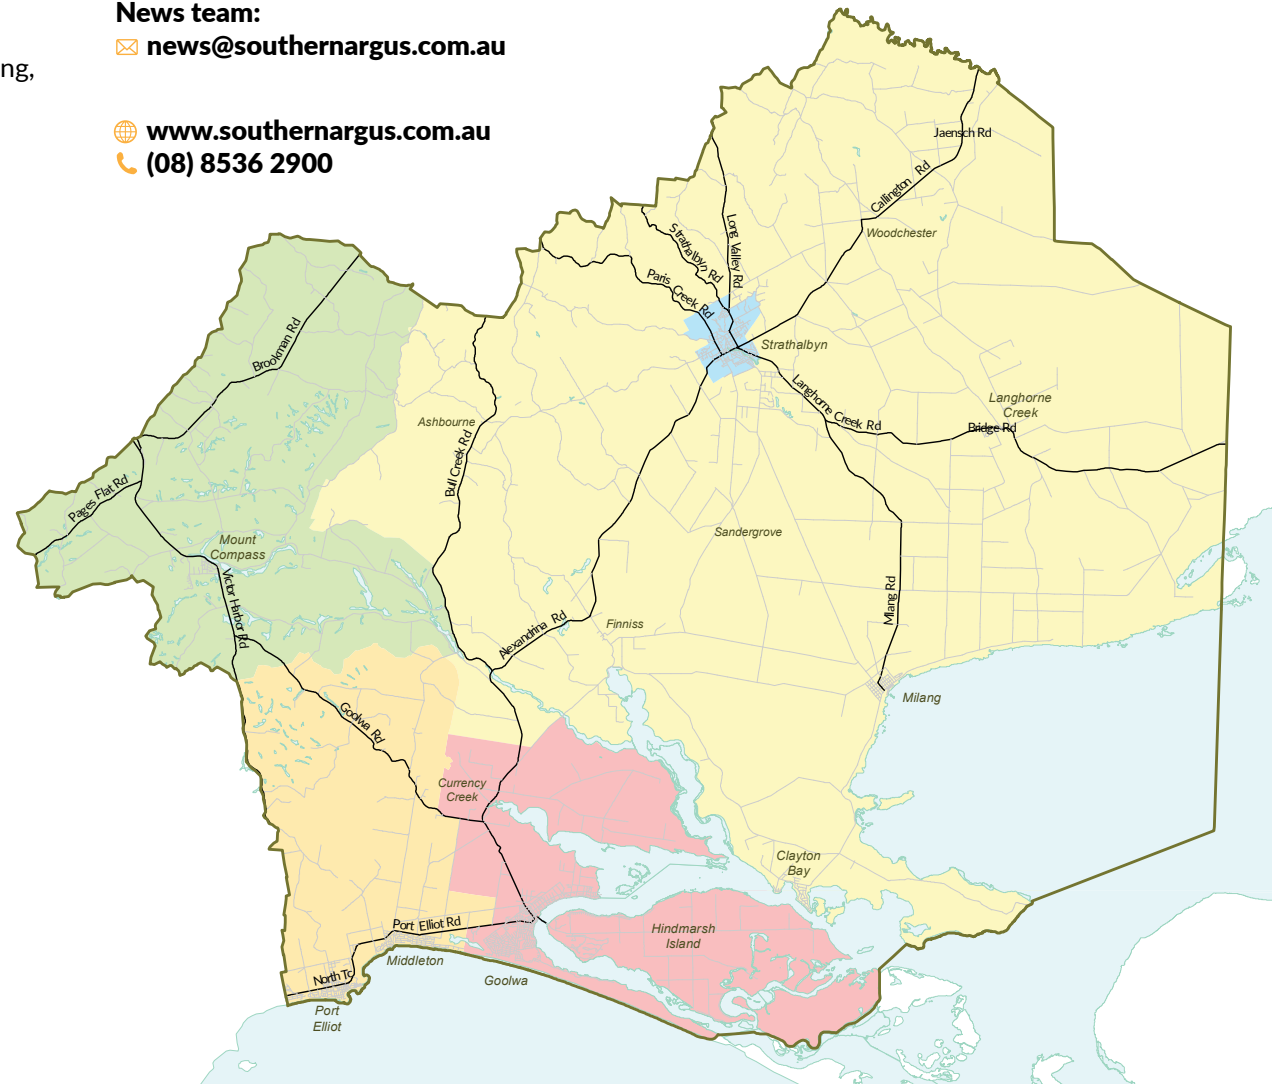 News team:
news@southernargus.com.au
ng,
www.southernargus.com.au
(08) 8536 2900
Jaensch Rd
Callington Rd
Woodchester
Long Valley Rd
Strathalbyn Rd
Paris Creek Rd
Strathalbyn
Brookman Rd
Langhorne Creek Rd
Langhorne
Creek
Bridge Rd
Ashbourne
Bull Creek Rd
Pages Flat Rd
Sandergrove
Mount
Compass
Victor Harbor Rd
Milang Rd
Alexandrina Rd
Finniss
Milang
Goolwa Rd
Currency
Creek
Clayton
Bay
Port Elliot Rd
Hindmarsh
Island
Middleton
North Tc
Goolwa
Port
Elliot